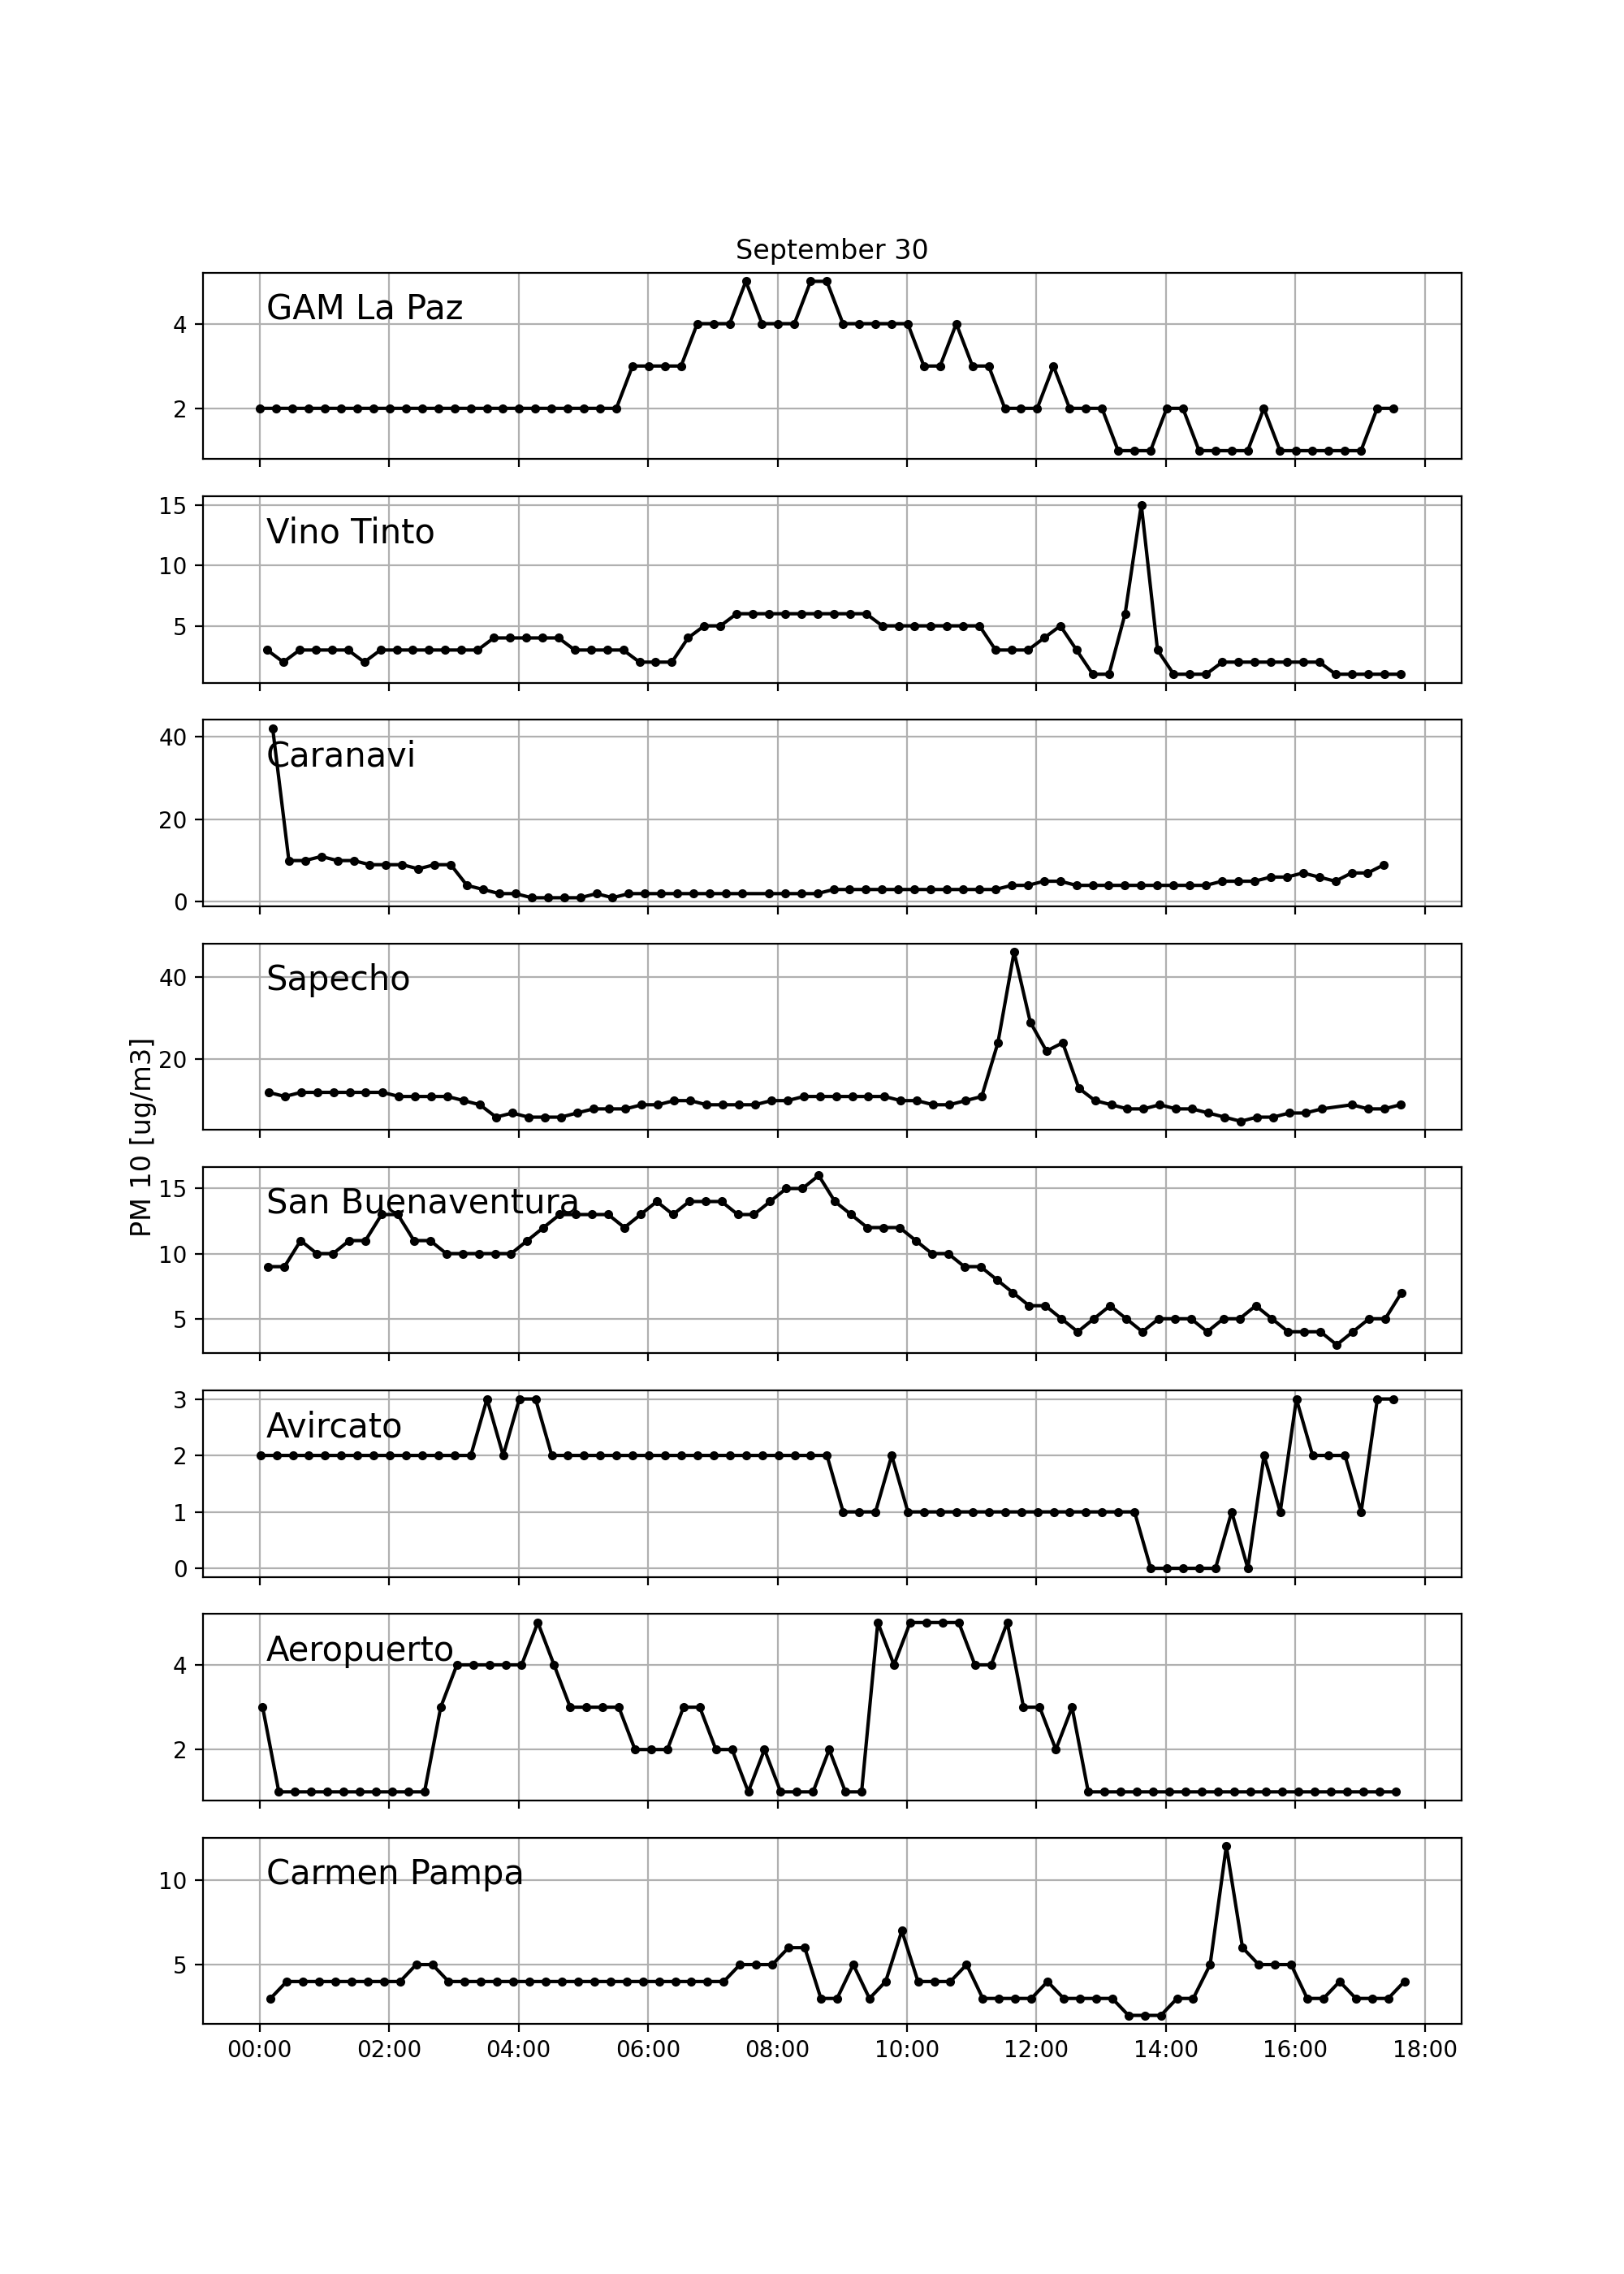 September 30
GAM La Paz
4
2
Vino Tinto
15
10
5
Caranavi
40
20
0
Sapecho
40
20
PM 10 [ug/m3]
San Buenaventura
15
10
5
Avircato
3
2
1
0
Aeropuerto
4
2
Carmen Pampa
10
5
00:00 02:00 04:00 06:00 08:00 10:00 12:00 14:00 16:00 18:00